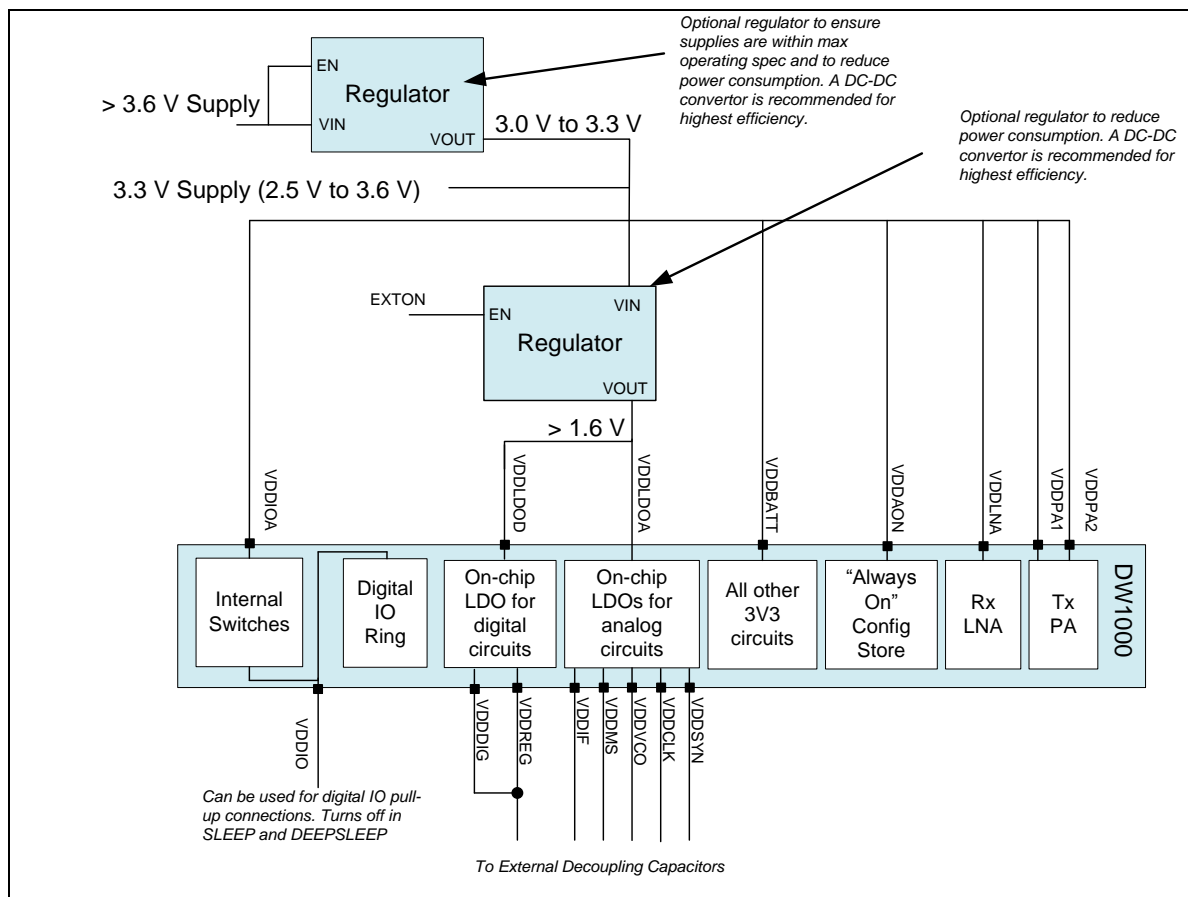 Optional regulator to ensure
supplies are within max
operating spec and to reduce
power consumption. A DC-DC
convertor is recommended for
highest efficiency.
EN
Regulator
> 3.6 V Supply
VIN
VOUT
3.0 V to 3.3 V
Optional regulator to reduce
power consumption. A DC-DC
convertor is recommended for
highest efficiency.
3.3 V Supply (2.5 V to 3.6 V)
EXTON
EN
VIN
Regulator
VOUT
> 1.6 V
VDDIOA
VDDLDOD
VDDLDOA
VDDBATT
VDDAON
VDDLNA
VDDPA1
VDDPA2
Internal
Switches
Digital
IO
Ring
On-chip
LDO for
digital
circuits
On-chip
LDOs for
analog
circuits
All other
3V3
circuits
“Always
On”
Config
Store
Rx
LNA
Tx
PA
DW1000
VDDIO
VDDDIG
VDDREG
VDDIF
VDDMS
VDDVCO
VDDCLK
VDDSYN
Can be used for digital IO pull-
up connections. Turns off in
SLEEP and DEEPSLEEP
To External Decoupling Capacitors